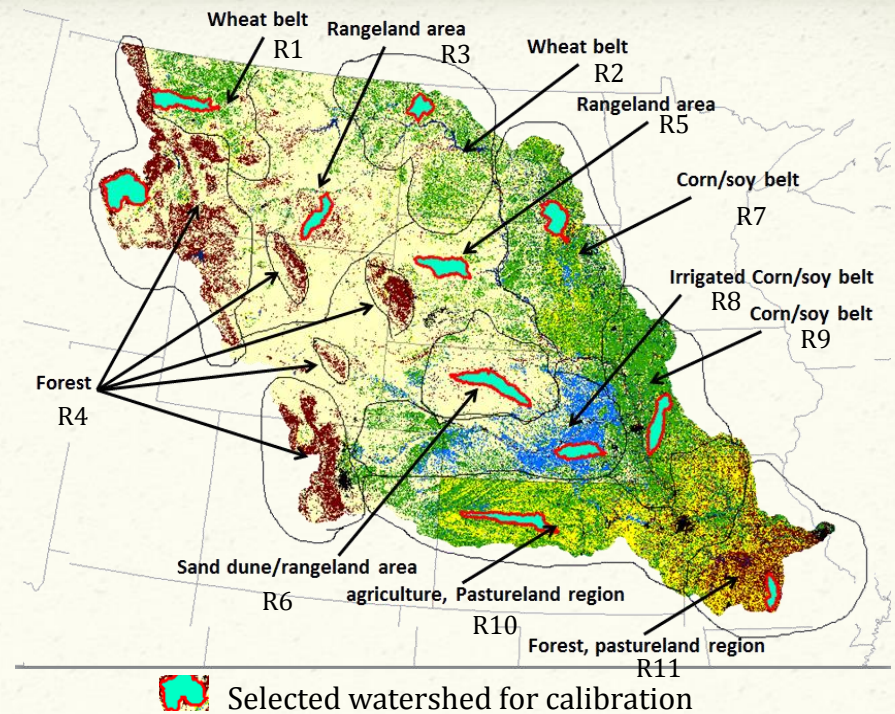 Wheat belt
R1
Rangeland area
R3
Wheat belt
R2
Rangeland area
R5
Corn/soy belt
R7
Irrigated Corn/soy belt
R8
Corn/soy belt
R9
Forest
R4
Sand dune/rangeland area
R6
agriculture, Pastureland region
R10
Forest, pastureland region
R11
Selected watershed for calibration